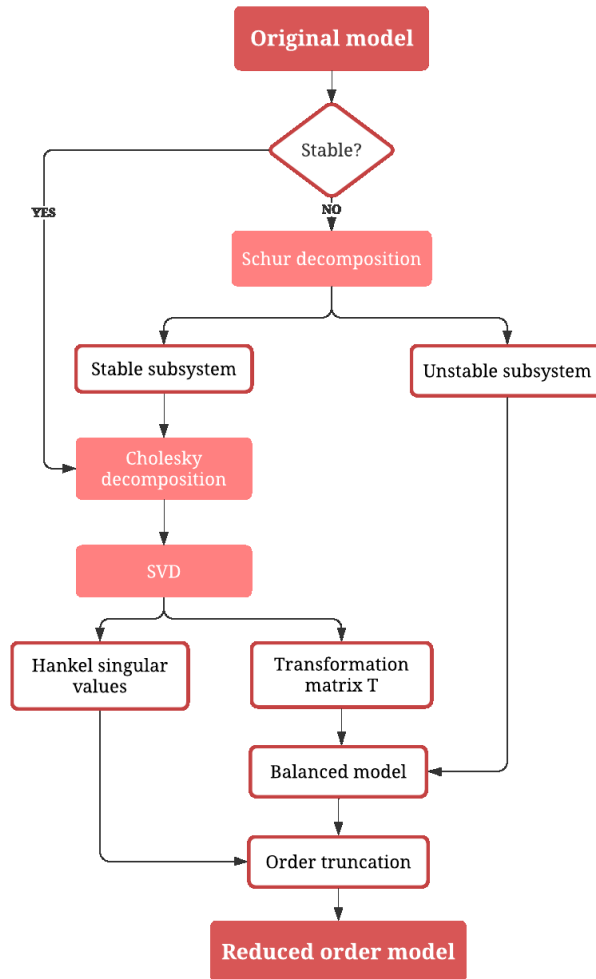 Original model
Stable?
YES
NO
Schur decomposition
Stable subsystem
Unstable subsystem
Cholesky
decomposition
SVD
Hankel singular
values
Transformation
matrix T
Balanced model
Order truncation
Reduced order model